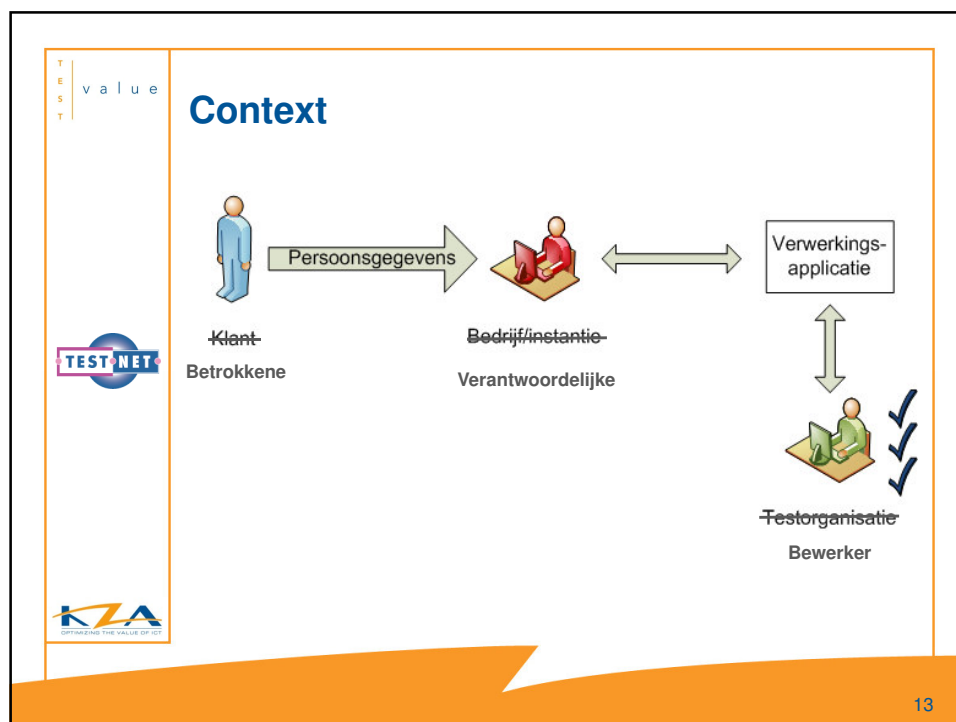 TEST
value
Context
Persoonsgegevens
Verwerkings-
applicatie
Klant
Betrokkene
Bedrijf/instantie
Verantwoordelijke
TESTNET
Testorganisatie
Bewerker
KZA
OPTIMIZING THE VALUE OF ICT
13